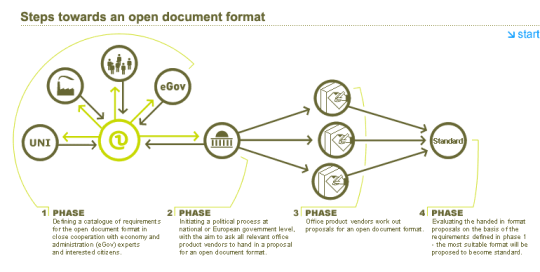 Steps towards an open document format
start
eGov
UNI
Standard
1 PHASE
Defining a catalogue of requirements
for the open document format in
close cooperation with economy and
administration (eGov) experts
and interested citizens.
2 PHASE
Initiating a political process at
national or European government level,
with the aim to ask all relevant office
product vendors to hand in a proposal
for an open document format.
3 PHASE
Office product vendors work out
proposals for an open document format.
4 PHASE
Evaluating the handed in format
proposals on the basis of the
requirements defined in phase 1
- the most suitable format will be
proposed to become standard.